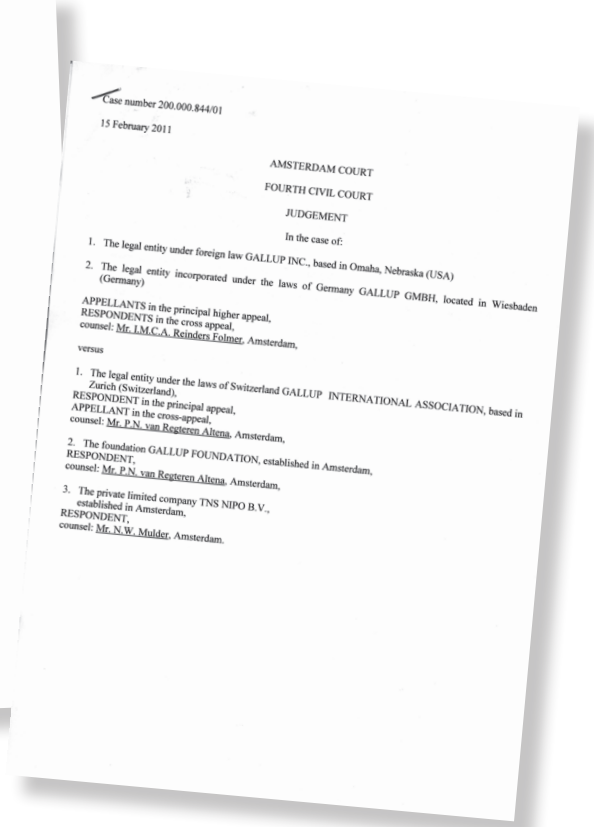 Case number 200.000.844/01
15 February 2011
AMSTERDAM COURT
FOURTH CIVIL COURT
JUDGEMENT
In the case of:
1. The legal entity under foreign law GALLUP INC., based in Omaha, Nebraska (USA)
2. The legal entity incorporated under the laws of Germany GALLUP GMBH, located in Wiesbaden
(Germany)
APPELLANTS in the principal higher appeal,
RESPONDENTS in the cross appeal,
counsel: Mr. I.M.C.A. Reinders Folmer, Amsterdam,
versus
1. The legal entity under the laws of Switzerland GALLUP INTERNATIONAL ASSOCIATION, based in
Zurich (Switzerland),
RESPONDENT in the principal appeal,
APPELLANT in the cross-appeal,
counsel: Mr. P.N. van Regteren Altena, Amsterdam,
2. The foundation GALLUP FOUNDATION, established in Amsterdam,
RESPONDENT,
counsel: Mr. P.N. van Regteren Altena, Amsterdam,
3. The private limited company TNS NIPO B.V.,
established in Amsterdam,
RESPONDENT,
counsel: Mr. N.W. Mulder, Amsterdam.